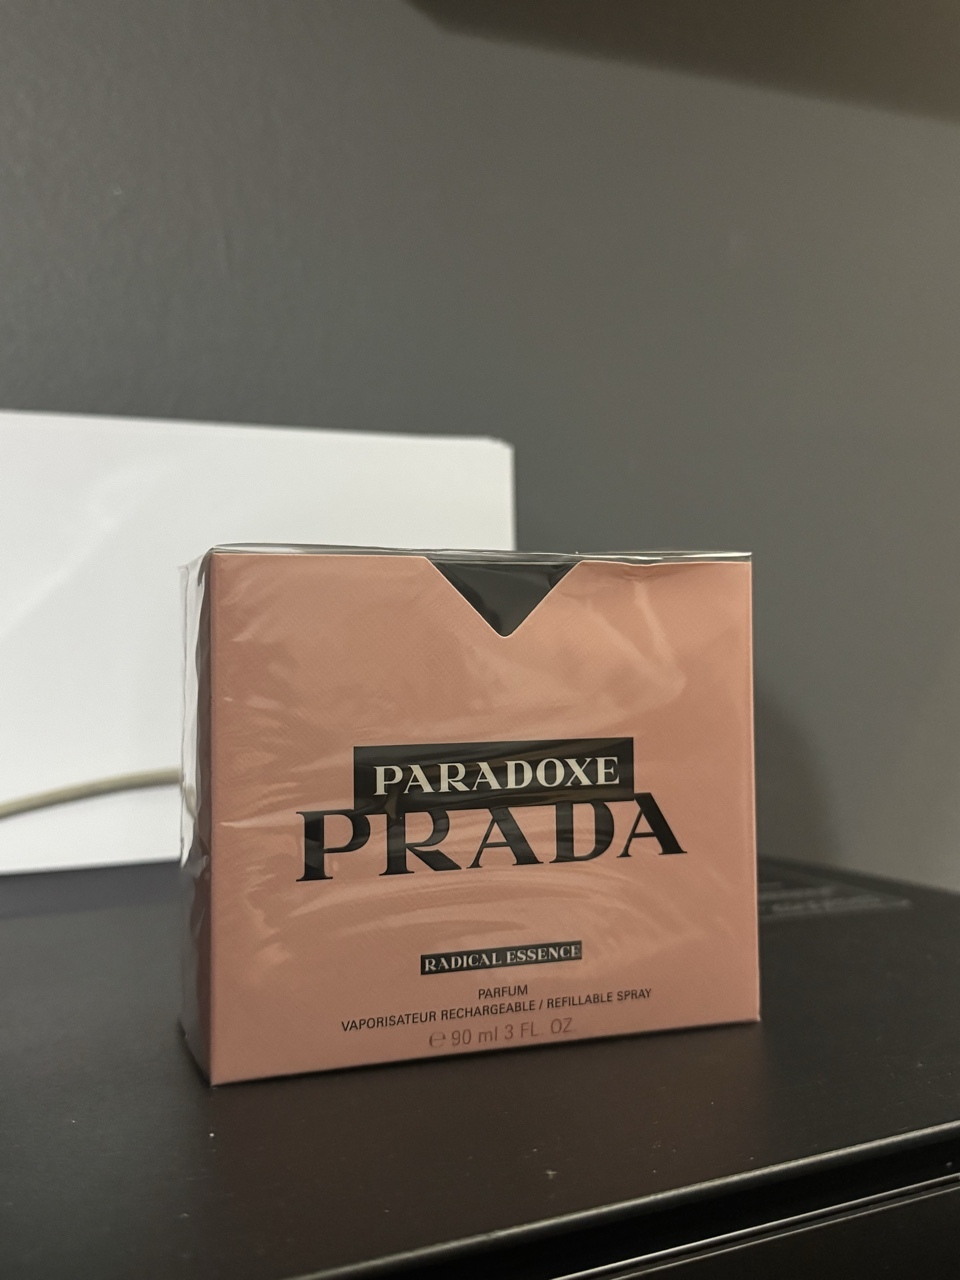 PARADOXE
PRADA
RADICAL ESSENCE
PARFUM
VAPORISATEUR RECHARGEABLE / REFILLABLE SPRAY
℮ 90 ml 3 FL. OZ.